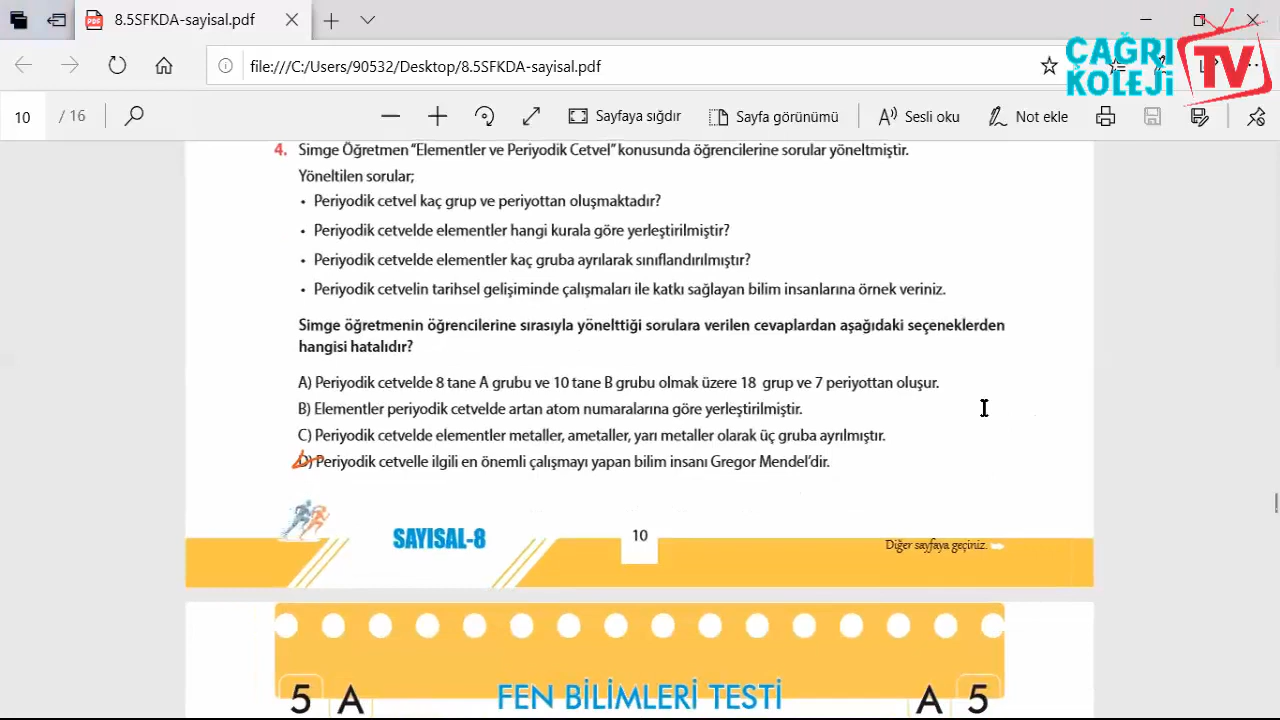 8.5SFKDA-sayisal.pdf
file:///C:/Users/90532/Desktop/8.5SFKDA-sayisal.pdf
ÇAĞRI
KOLEJİ
TV
10 / 16
Sayfaya sığdır
Sayfa görünümü
Sesli oku
Not ekle
4. Simge Öğretmen "Elementler ve Periyodik Cetvel" konusunda öğrencilerine sorular yöneltmiştir.
Yöneltilen sorular;
• Periyodik cetvel kaç grup ve periyottan oluşmaktadır?
• Periyodik cetvelde elementler hangi kurala göre yerleştirilmiştir?
• Periyodik cetvelde elementler kaç gruba ayrılarak sınıflandırılmıştır?
• Periyodik cetvelin tarihsel gelişiminde çalışmaları ile katkı sağlayan bilim insanlarına örnek veriniz.
Simge öğretmenin öğrencilerine sırasıyla yönelttiği sorulara verilen cevaplardan aşağıdaki seçeneklerden
hangisi hatalıdır?
A) Periyodik cetvelde 8 tane A grubu ve 10 tane B grubu olmak üzere 18 grup ve 7 periyottan oluşur.
B) Elementler periyodik cetvelde artan atom numaralarına göre yerleştirilmiştir.
C) Periyodik cetvelde elementler metaller, ametaller, yarı metaller olarak üç gruba ayrılmıştır.
D) Periyodik cetvelle ilgili en önemli çalışmayı yapan bilim insanı Gregor Mendel'dir.
SAYISAL-8
10
Diğer sayfaya geçiniz.
5 A
FEN BİLİMLERİ TESTİ
A 5